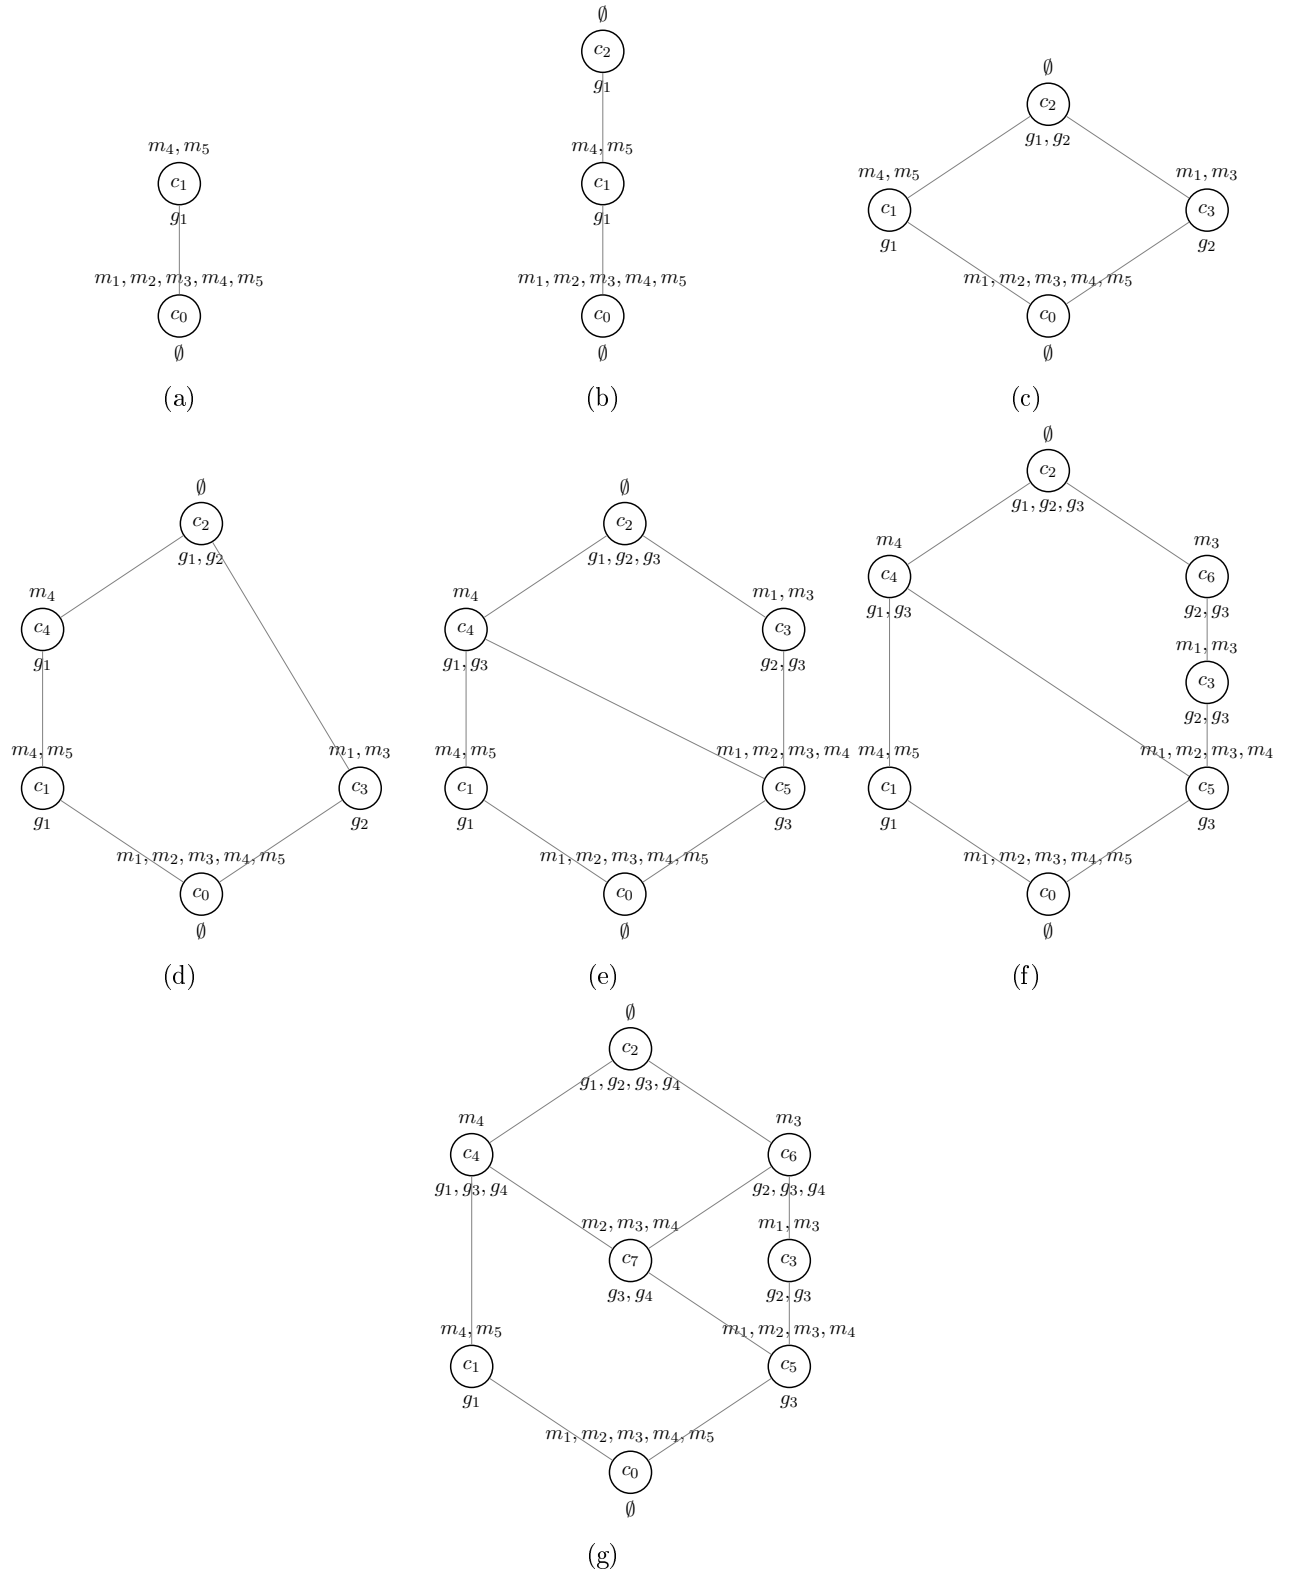 ∅
c₂
g₁
m₄, m₅
c₁
g₁
m₁, m₂, m₃, m₄, m₅
c₀
∅
(a)
m₄, m₅
c₁
g₁
m₁, m₂, m₃, m₄, m₅
c₀
∅
(b)
∅
c₂
g₁, g₂
m₄, m₅ m₁, m₃
c₁ c₃
g₁ g₂
m₁, m₂, m₃, m₄, m₅
c₀
∅
(c)
∅
c₂
g₁, g₂
m₄
c₄
g₁
m₄, m₅ m₁, m₃
c₁ c₃
g₁ g₂
m₁, m₂, m₃, m₄, m₅
c₀
∅
(d)
∅
c₂
g₁, g₂, g₃
m₄ m₁, m₃
c₄ c₃
g₁, g₃ g₂, g₃
m₄, m₅ m₁, m₂, m₃, m₄
c₁ c₅
g₁ g₃
m₁, m₂, m₃, m₄, m₅
c₀
∅
(e)
∅
c₂
g₁, g₂, g₃
m₄ m₃
c₄ c₆
g₁, g₃ g₂, g₃
m₁, m₃
c₃
g₂, g₃
m₄, m₅ m₁, m₂, m₃, m₄
c₁ c₅
g₁ g₃
m₁, m₂, m₃, m₄, m₅
c₀
∅
(f)
∅
c₂
g₁, g₂, g₃, g₄
m₄ m₃
c₄ c₆
g₁, g₃, g₄ g₂, g₃, g₄
m₂, m₃, m₄ m₁, m₃
c₇ c₃
g₃, g₄ g₂, g₃
m₄, m₅ m₁, m₂, m₃, m₄
c₁ c₅
g₁ g₃
m₁, m₂, m₃, m₄, m₅
c₀
∅
(g)